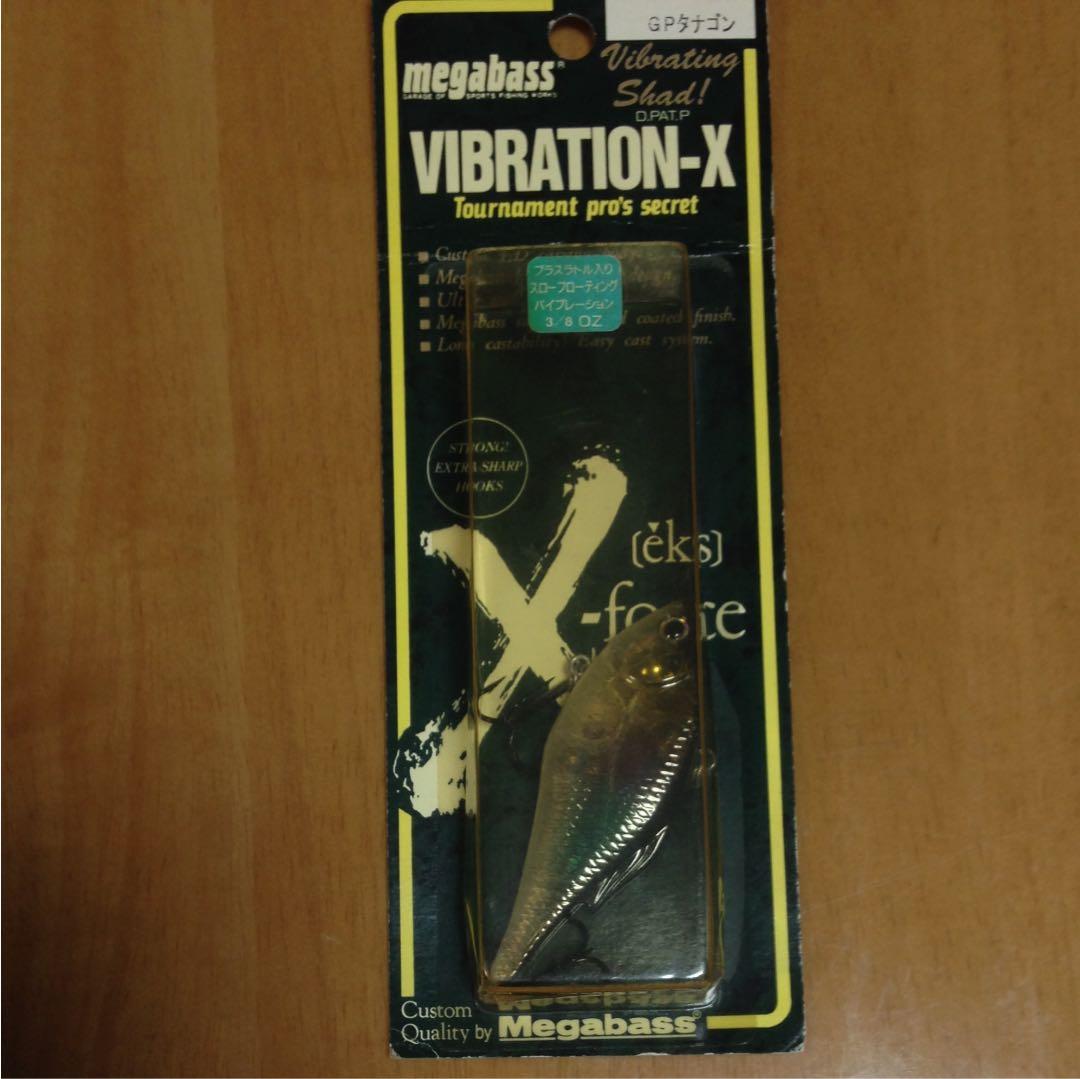 GPタナゴン
megabass®
GARAGE OF SPORTS FISHING WORKS
Vibrating
Shad!
D.PAT.P
VIBRATION-X
Tournament pro's secret
ブラスラトル入り
スローフローティング
バイブレーション
3/8 OZ
■ Megabass coated finish.
castability! Easy cast system.
STRONG!
EXTRA-SHARP
HOOKS
X
[eks]
Custom
Quality by Megabass®